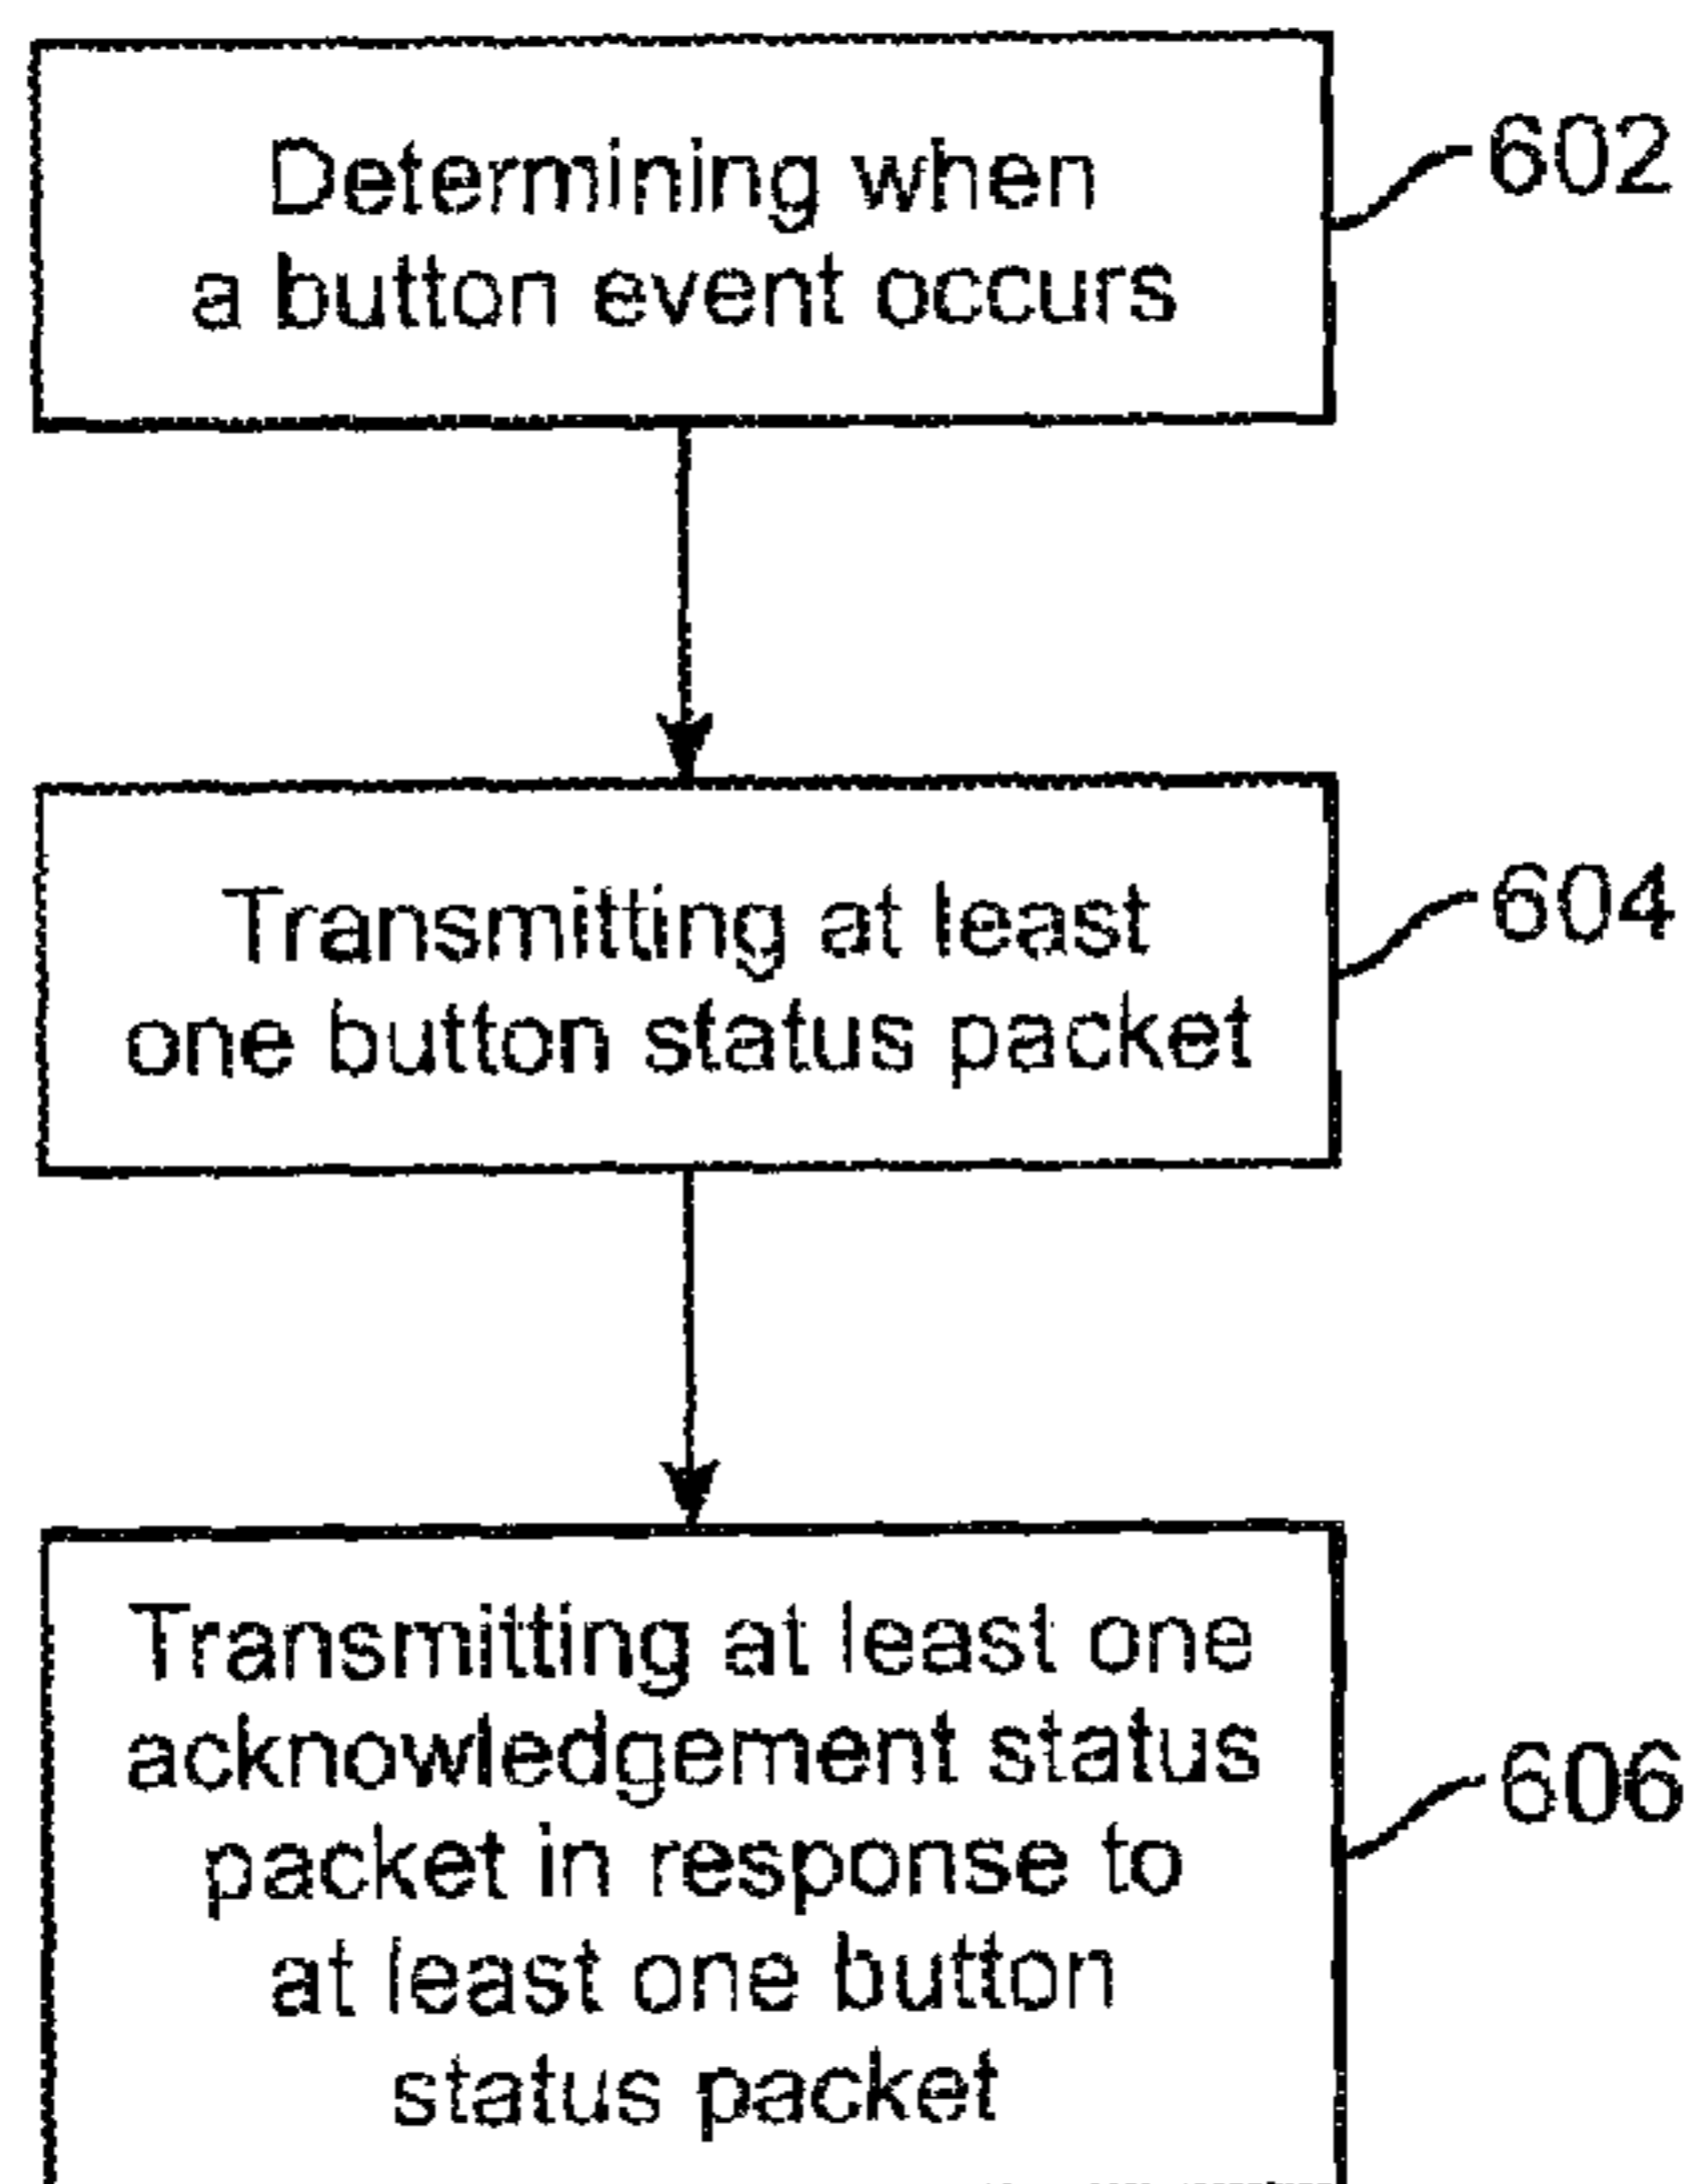 Determining when
a button event occurs
602
Transmitting at least
one button status packet
604
Transmitting at least one
acknowledgement status
packet in response to
at least one button
status packet
606